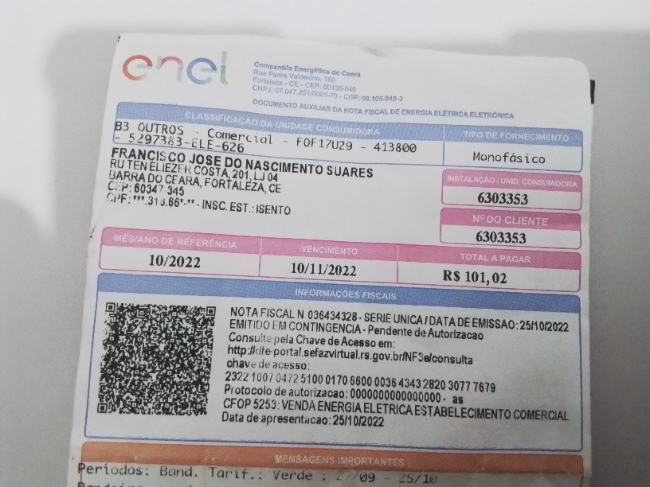 enel
Companhia Energética do Ceará
Rua Padre Valdevino, 150
Fortaleza - CE - CEP: 60135-040
CNPJ: 07.047.251/0001-70 - CGF: 06.105.848-3
DOCUMENTO AUXILIAR DA NOTA FISCAL DE ENERGIA ELÉTRICA ELETRÔNICA
CLASSIFICAÇÃO DA UNIDADE CONSUMIDORA
TIPO DE FORNECIMENTO
B3 OUTROS - Comercial - FOF17U29 - 413800
- 5297383-ELE-626
Monofásico
FRANCISCO JOSE DO NASCIMENTO SUARES
RU TEN ELIEZER COSTA, 201, LJ 04
BARRA DO CEARA, FORTALEZA, CE
CEP: 60347-345
CPF: ***.316.66*-** - INSC. EST.: ISENTO
INSTALAÇÃO / UNID. CONSUMIDORA
6303353
Nº DO CLIENTE
6303353
MÊS/ANO DE REFERÊNCIA
VENCIMENTO
TOTAL A PAGAR
10/2022
10/11/2022
R$ 101,02
INFORMAÇÕES FISCAIS
NOTA FISCAL N 036434328 - SERIE UNICA / DATA DE EMISSAO: 25/10/2022
EMITIDO EM CONTINGENCIA - Pendente de Autorizacao
Consulte pela Chave de Acesso em:
http://dfe-portal.sefazvirtual.rs.gov.br/NF3e/consulta
chave de acesso:
2322 1007 0472 5100 0170 6600 0036 4343 2820 3077 7679
Protocolo de autorizacao: 0000000000000000 - as
CFOP 5253: VENDA ENERGIA ELETRICA ESTABELECIMENTO COMERCIAL
Data de apresentacao: 25/10/2022
MENSAGENS IMPORTANTES
Períodos: Band. Tarif.: Verde : /09 - 25/10